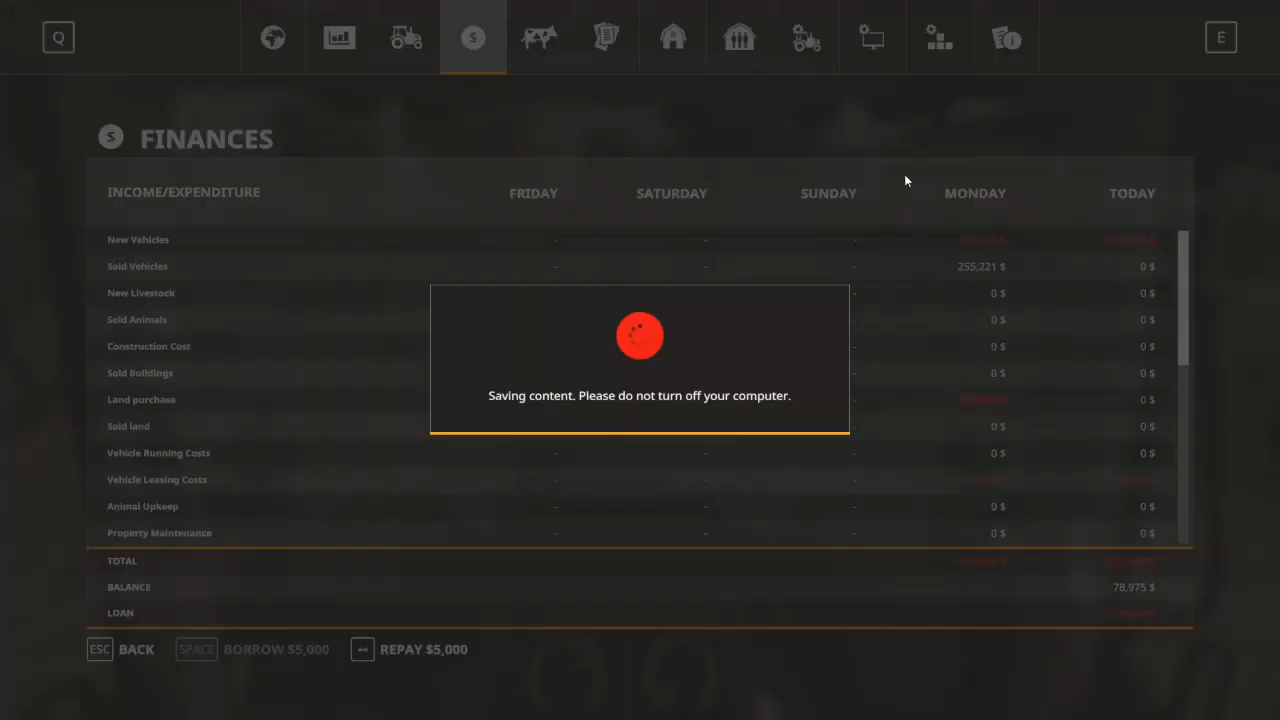 Q
E
FINANCES
INCOME/EXPENDITURE FRIDAY SATURDAY SUNDAY MONDAY TODAY
New Vehicles - - -
Sold Vehicles - - - 255,221 $ 0 $
New Livestock - 0 $ 0 $
Sold Animals 0 $ 0 $
Construction Cost 0 $ 0 $
Sold Buildings 0 $ 0 $
Land purchase 0 $
Sold land 0 $ 0 $
Vehicle Running Costs - - - 0 $ 0 $
Vehicle Leasing Costs - - -
Animal Upkeep - - - 0 $ 0 $
Property Maintenance - - - 0 $ 0 $
Saving content. Please do not turn off your computer.
TOTAL
BALANCE 78,975 $
LOAN
ESC BACK SPACE BORROW $5,000 ↔ REPAY $5,000